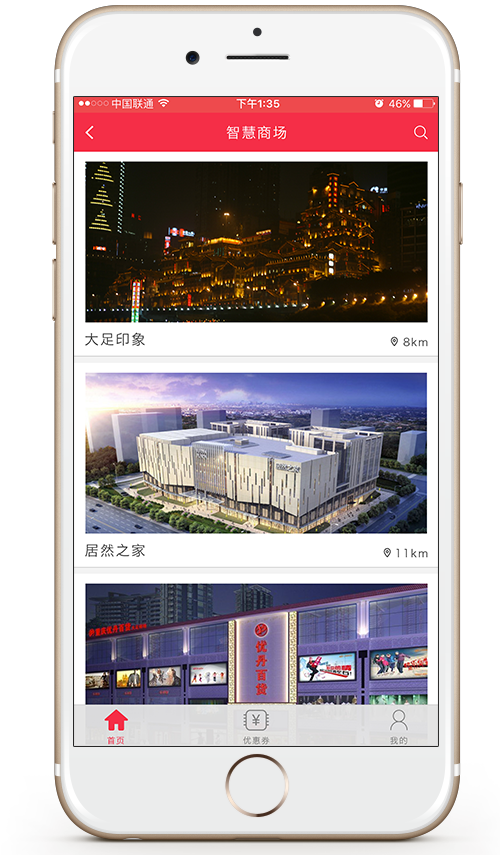 中国联通
下午1:35
46%
智慧商场
大足印象
8km
居然之家
11km
优丹百货
首页
优惠券
我的